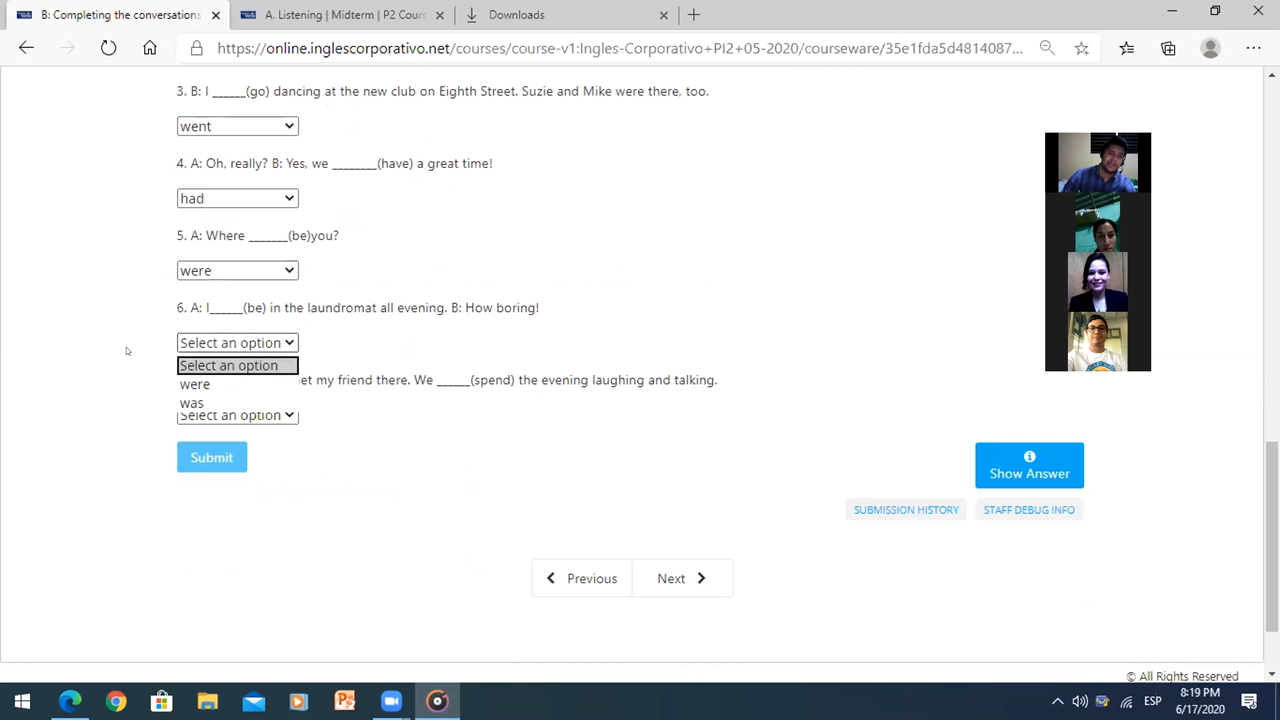 B: Completing the conversations
A. Listening | Midterm | P2 Cours
Downloads
https://online.inglescorporativo.net/courses/course-v1:Ingles-Corporativo+PI2+05-2020/courseware/35e1fda5d4814087...
3. B: I ______(go) dancing at the new club on Eighth Street. Suzie and Mike were there, too.
went
4. A: Oh, really? B: Yes, we ________(have) a great time!
had
5. A: Where _______(be)you?
were
6. A: I______(be) in the laundromat all evening. B: How boring!
Select an option
Select an option
were
was
et my friend there. We ______(spend) the evening laughing and talking.
Select an option
Submit
Show Answer
SUBMISSION HISTORY
STAFF DEBUG INFO
Previous
Next
© All Rights Reserved
ESP
8:19 PM
6/17/2020